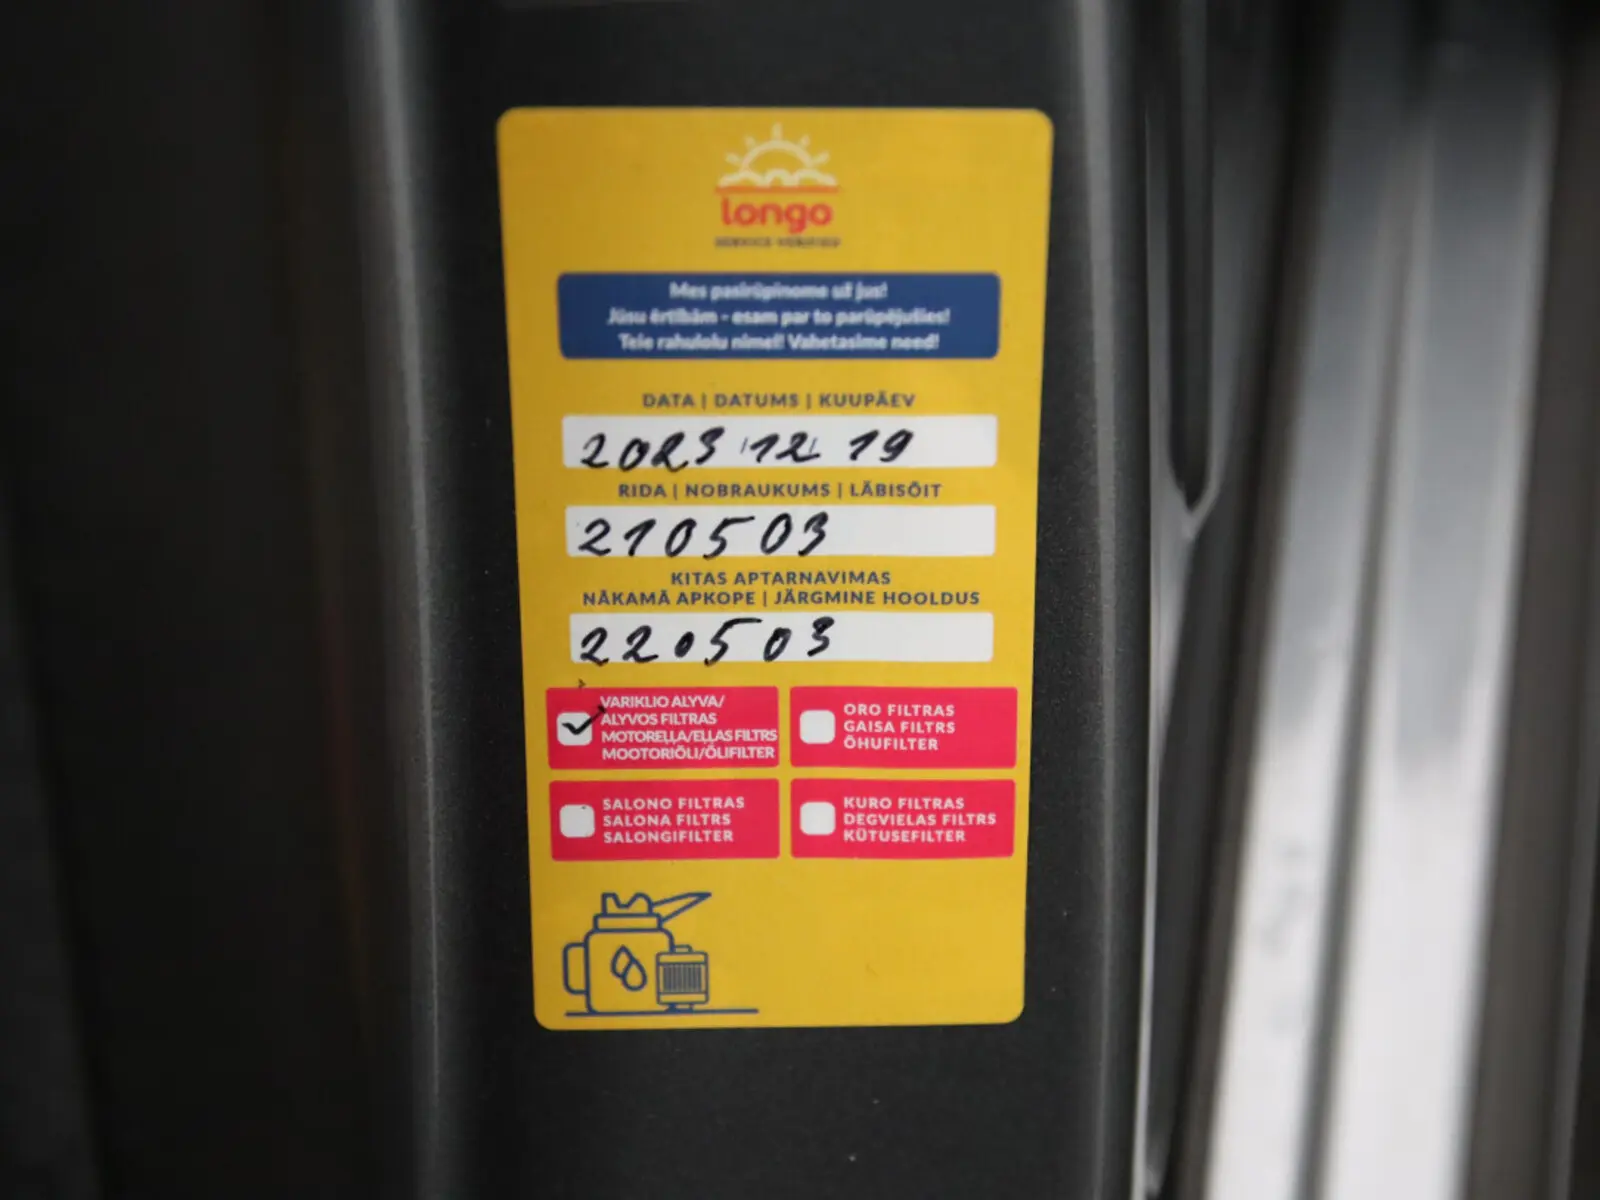 longo
Mes pasirūpinome už jus!
Jūsu ērtībām - esam par to parūpējušies!
Teie rahulolu nimel! Vahetasime need!
DATA | DATUMS | KUUPÄEV
2023 12 19
RIDA | NOBRAUKUMS | LÄBISÕIT
210503
KITAS APTARNAVIMAS
NĀKAMĀ APKOPE | JÄRGMINE HOOLDUS
220503
VARIKLIO ALYVA/
ALYVOS FILTRAS
MOTOREĻĻA/EĻĻAS FILTRS
MOOTORIÕLI/ÕLIFILTER
ORO FILTRAS
GAISA FILTRS
ÕHUFILTER
SALONO FILTRAS
SALONA FILTRS
SALONGIFILTER
KURO FILTRAS
DEGVIELAS FILTRS
KÜTUSEFILTER